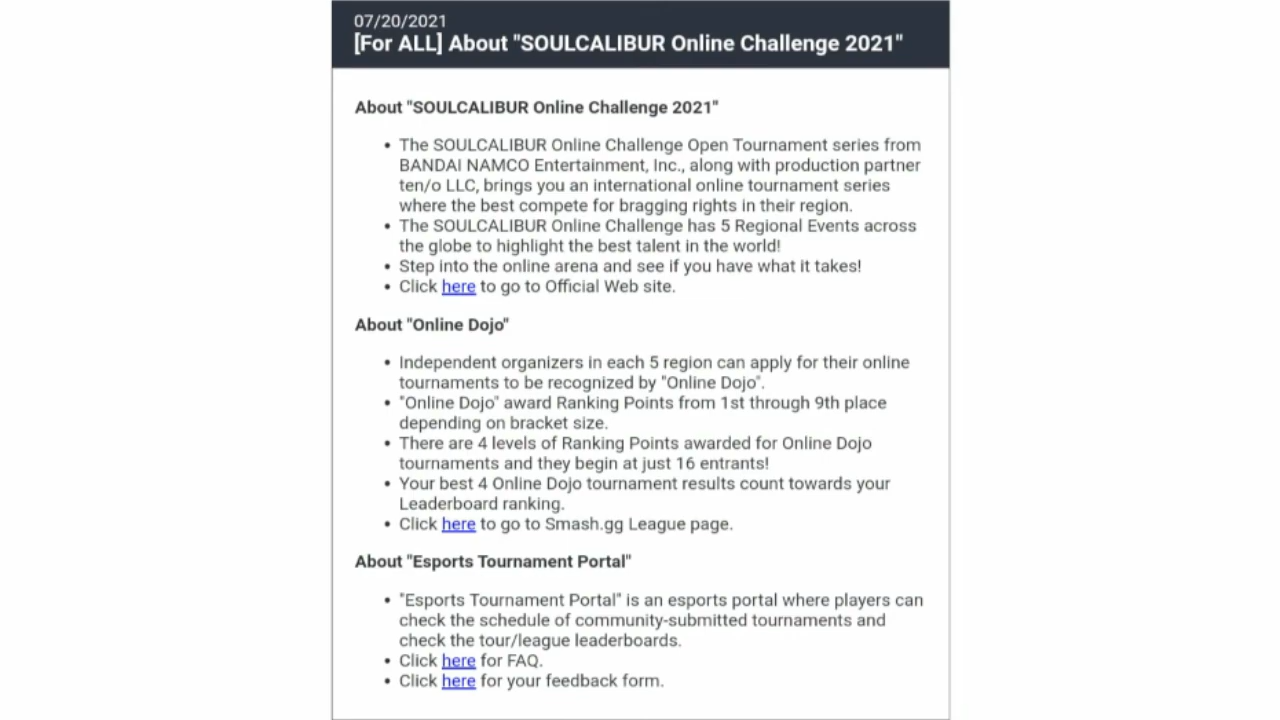 07/20/2021
[For ALL] About "SOULCALIBUR Online Challenge 2021"
About "SOULCALIBUR Online Challenge 2021"
• The SOULCALIBUR Online Challenge Open Tournament series from
BANDAI NAMCO Entertainment, Inc., along with production partner
ten/o LLC, brings you an international online tournament series
where the best compete for bragging rights in their region.
• The SOULCALIBUR Online Challenge has 5 Regional Events across
the globe to highlight the best talent in the world!
• Step into the online arena and see if you have what it takes!
• Click here to go to Official Web site.
About "Online Dojo"
• Independent organizers in each 5 region can apply for their online
tournaments to be recognized by "Online Dojo".
• "Online Dojo" award Ranking Points from 1st through 9th place
depending on bracket size.
• There are 4 levels of Ranking Points awarded for Online Dojo
tournaments and they begin at just 16 entrants!
• Your best 4 Online Dojo tournament results count towards your
Leaderboard ranking.
• Click here to go to Smash.gg League page.
About "Esports Tournament Portal"
• "Esports Tournament Portal" is an esports portal where players can
check the schedule of community-submitted tournaments and
check the tour/league leaderboards.
• Click here for FAQ.
• Click here for your feedback form.